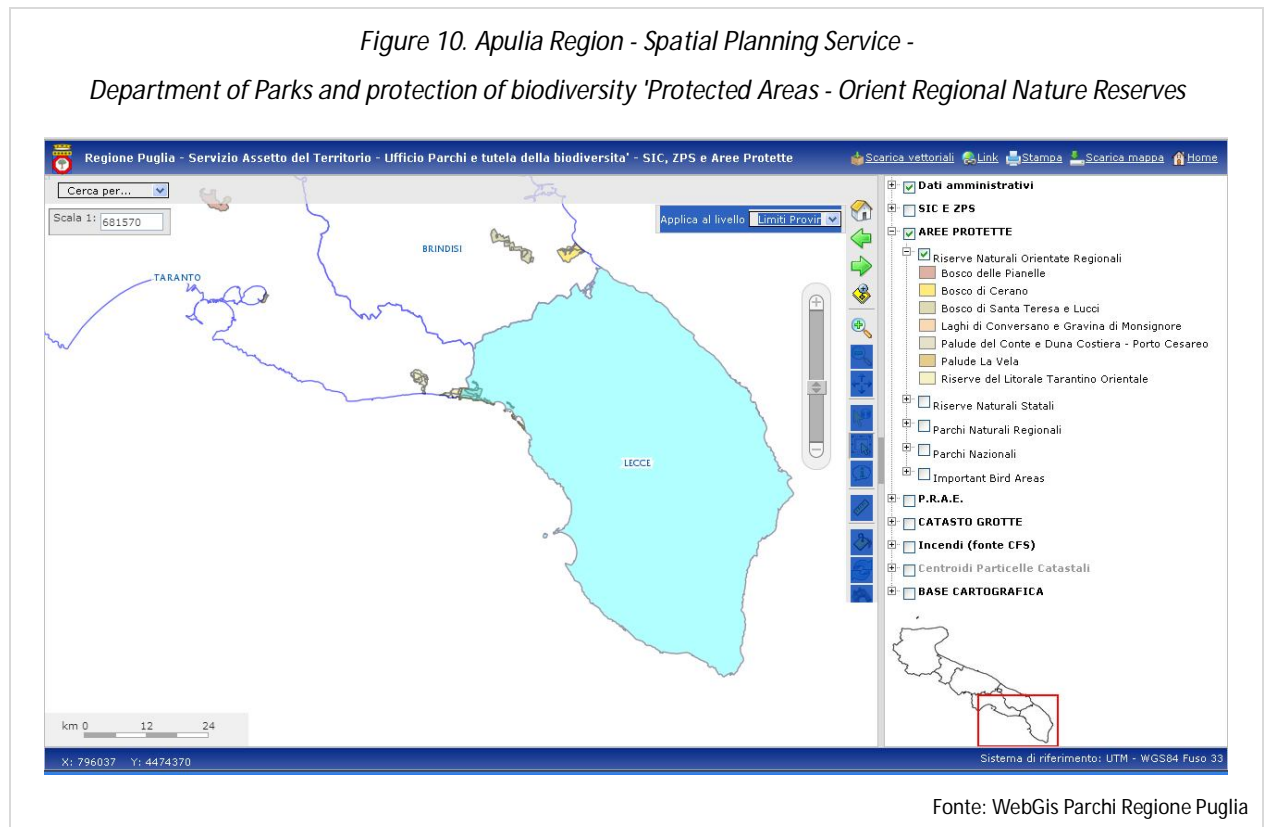 Figure 10. Apulia Region - Spatial Planning Service -
Department of Parks and protection of biodiversity 'Protected Areas - Orient Regional Nature Reserves
Regione Puglia - Servizio Assetto del Territorio - Ufficio Parchi e tutela della biodiversita' - SIC, ZPS e Aree Protette
Scarica vettoriali Link Stampa Scarica mappa Home
Cerca per...
Scala 1: 681570
Applica al livello Limiti Provir
BRINDISI
TARANTO
LECCE
Dati amministrativi
SIC E ZPS
AREE PROTETTE
Riserve Naturali Orientate Regionali
Bosco delle Pianelle
Bosco di Cerano
Bosco di Santa Teresa e Lucci
Laghi di Conversano e Gravina di Monsignore
Palude del Conte e Duna Costiera - Porto Cesareo
Palude La Vela
Riserve del Litorale Tarantino Orientale
Riserve Naturali Statali
Parchi Naturali Regionali
Parchi Nazionali
Important Bird Areas
P.R.A.E.
CATASTO GROTTE
Incendi (fonte CFS)
Centroidi Particelle Catastali
BASE CARTOGRAFICA
km 0 12 24
X: 796037 Y: 4474370
Sistema di riferimento: UTM - WGS84 Fuso 33
Fonte: WebGis Parchi Regione Puglia